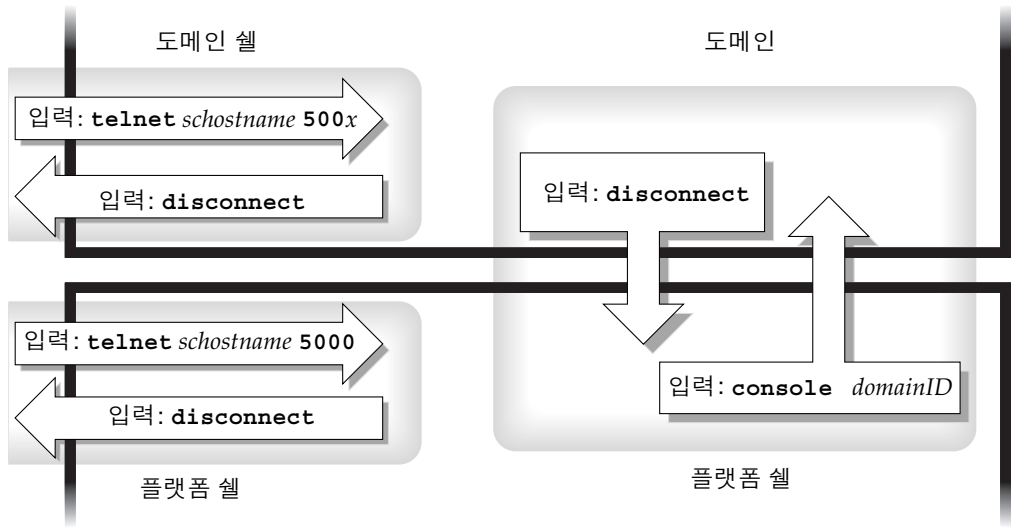 도메인 쉘
입력: telnet schostname 500x
입력: disconnect
입력: telnet schostname 5000
입력: disconnect
플랫폼 쉘
도메인
입력: disconnect
입력: console domainID
플랫폼 쉘